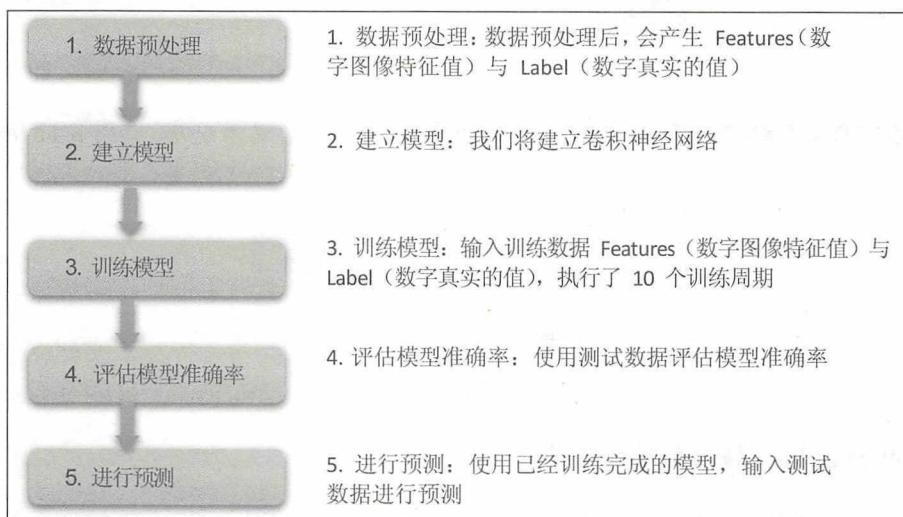 1. 数据预处理
1. 数据预处理：数据预处理后，会产生 Features（数
字图像特征值）与 Label（数字真实的值）
2. 建立模型
2. 建立模型：我们将建立卷积神经网络
3. 训练模型
3. 训练模型：输入训练数据 Features（数字图像特征值）与
Label（数字真实的值），执行了 10 个训练周期
4. 评估模型准确率
4. 评估模型准确率：使用测试数据评估模型准确率
5. 进行预测
5. 进行预测：使用已经训练完成的模型，输入测试
数据进行预测